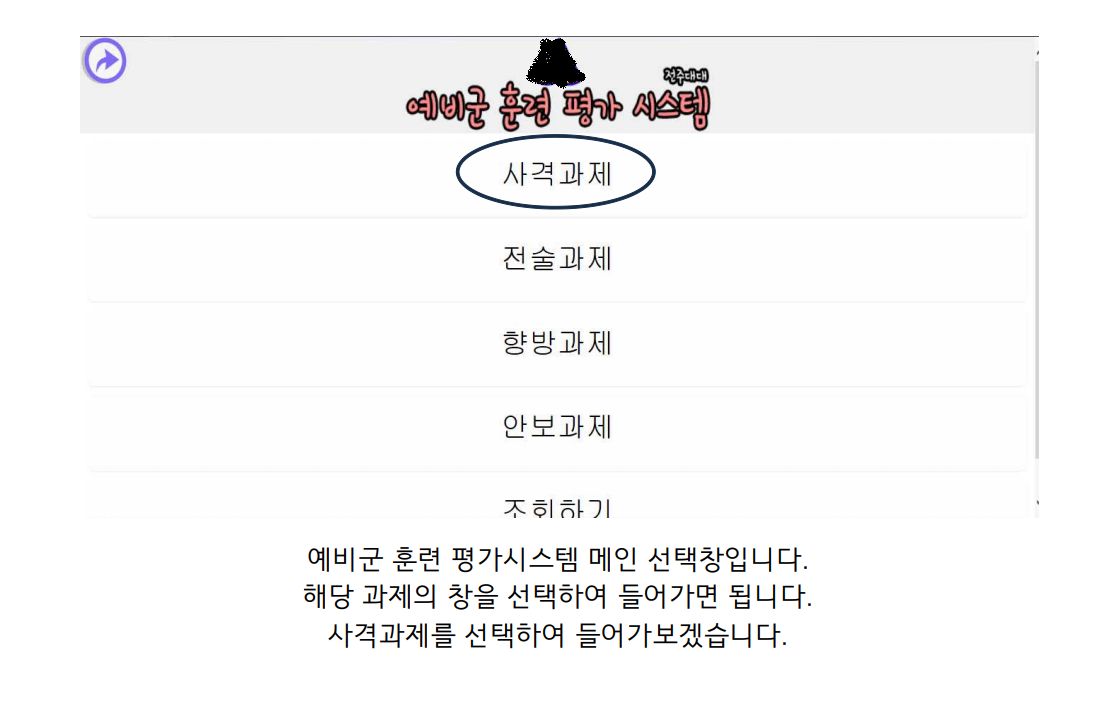 전주대대
예비군 훈련 평가 시스템
사격과제
전술과제
향방과제
안보과제
조회하기
예비군 훈련 평가시스템 메인 선택창입니다.
해당 과제의 창을 선택하여 들어가면 됩니다.
사격과제를 선택하여 들어가보겠습니다.